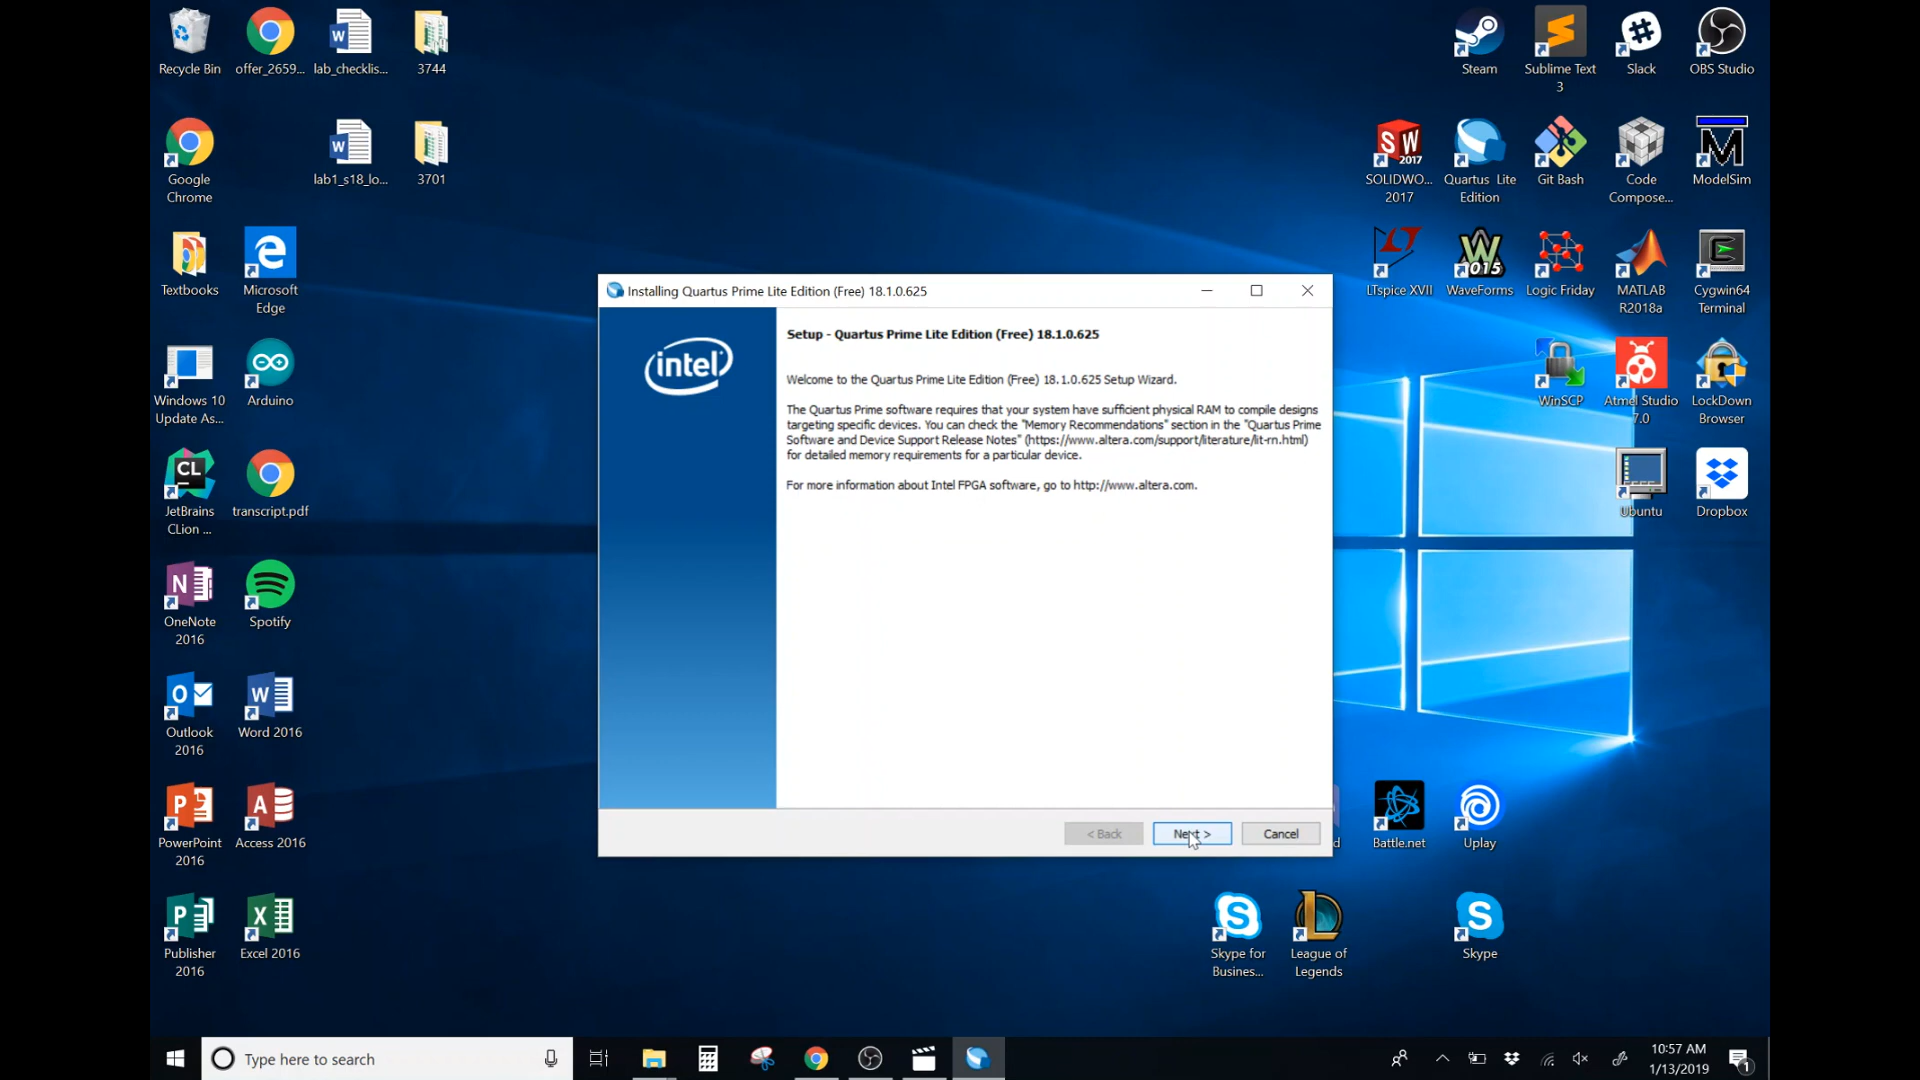 Recycle Bin
offer_2659...
lab_checklis...
3744
Steam
Sublime Text
3
Slack
OBS Studio
Google
Chrome
lab1_s18_lo...
3701
SW
2017
SOLIDWO...
2017
Quartus Lite
Edition
Git Bash
Code
Compose...
M
ModelSim
Textbooks
Microsoft
Edge
LT
LTspice XVII
W
2015
WaveForms
Logic Friday
MATLAB
R2018a
Cygwin64
Terminal
Windows 10
Update As...
Arduino
WinSCP
Atmel Studio
7.0
LockDown
Browser
CL
JetBrains
CLion ...
transcript.pdf
Ubuntu
Dropbox
OneNote
2016
Spotify
Outlook
2016
Word 2016
PowerPoint
2016
Access 2016
d
Battle.net
Uplay
Publisher
2016
Excel 2016
Skype for
Busines...
League of
Legends
Skype
Installing Quartus Prime Lite Edition (Free) 18.1.0.625
intel
Setup - Quartus Prime Lite Edition (Free) 18.1.0.625
Welcome to the Quartus Prime Lite Edition (Free) 18.1.0.625 Setup Wizard.
The Quartus Prime software requires that your system have sufficient physical RAM to compile designs
targeting specific devices. You can check the "Memory Recommendations" section in the "Quartus Prime
Software and Device Support Release Notes" (https://www.altera.com/support/literature/lit-rn.html)
for detailed memory requirements for a particular device.
For more information about Intel FPGA software, go to http://www.altera.com.
< Back
Next >
Cancel
Type here to search
10:57 AM
1/13/2019
1